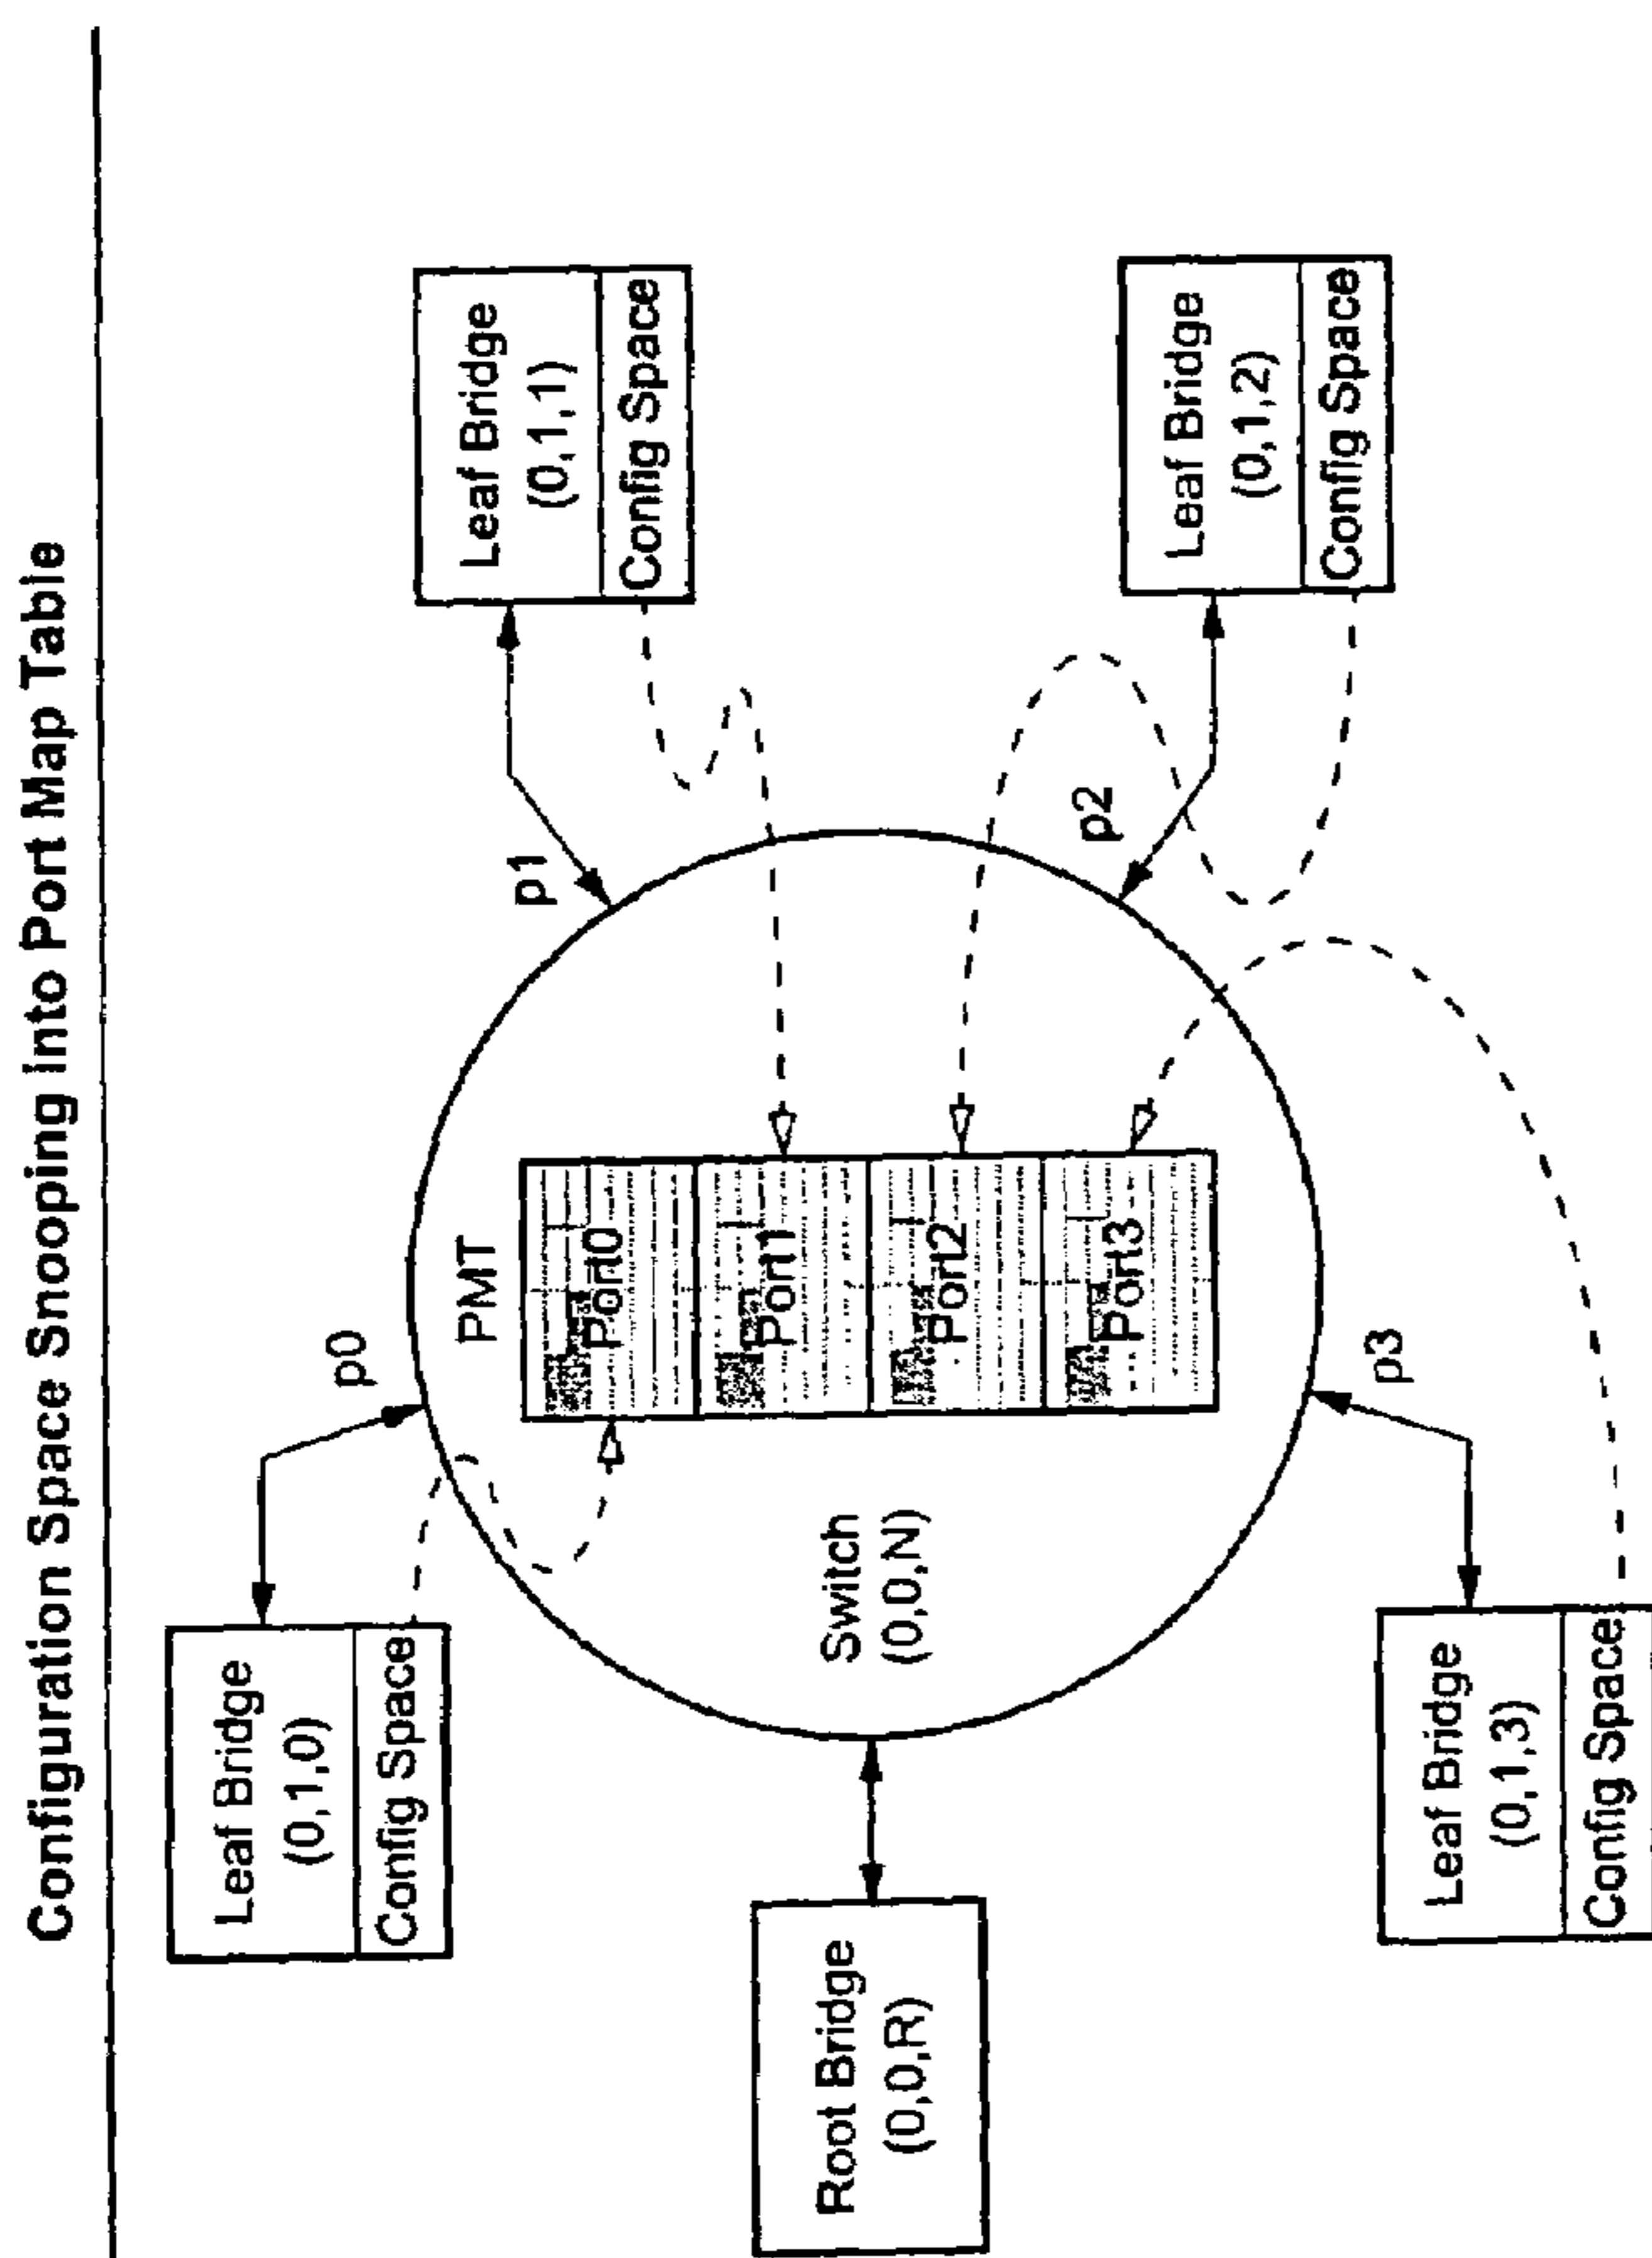 Configuration Space Snooping into Port Map Table
Leaf Bridge
(0,1,0)
Config Space
p0
p1
Leaf Bridge
(0,1,1)
Config Space
PMT
Port0
Port1
Port2
Port3
Root Bridge
(0,0,R)
Switch
(0,0,N)
p2
Leaf Bridge
(0,1,2)
Config Space
Leaf Bridge
(0,1,3)
Config Space
p3